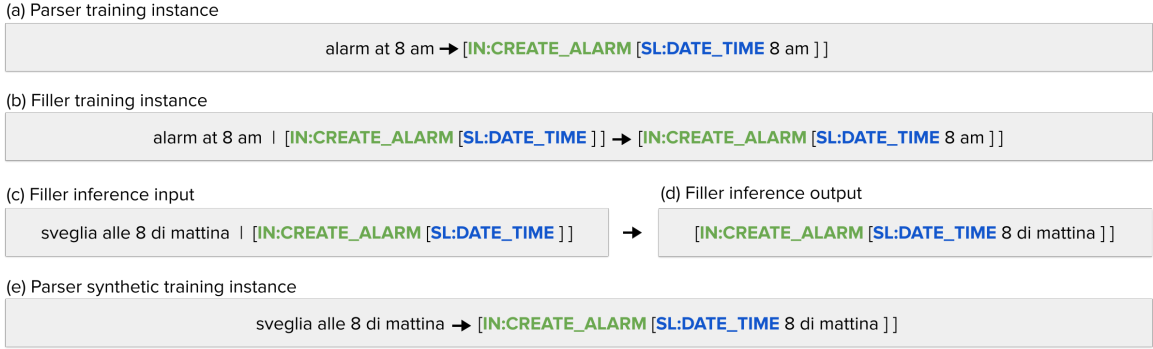 (a) Parser training instance
alarm at 8 am → [IN:CREATE_ALARM [SL:DATE_TIME 8 am ] ]
(b) Filler training instance
alarm at 8 am | [IN:CREATE_ALARM [SL:DATE_TIME ] ] → [IN:CREATE_ALARM [SL:DATE_TIME 8 am ] ]
(c) Filler inference input
(d) Filler inference output
sveglia alle 8 di mattina | [IN:CREATE_ALARM [SL:DATE_TIME ] ] → [IN:CREATE_ALARM [SL:DATE_TIME 8 di mattina ] ]
(e) Parser synthetic training instance
sveglia alle 8 di mattina → [IN:CREATE_ALARM [SL:DATE_TIME 8 di mattina ] ]